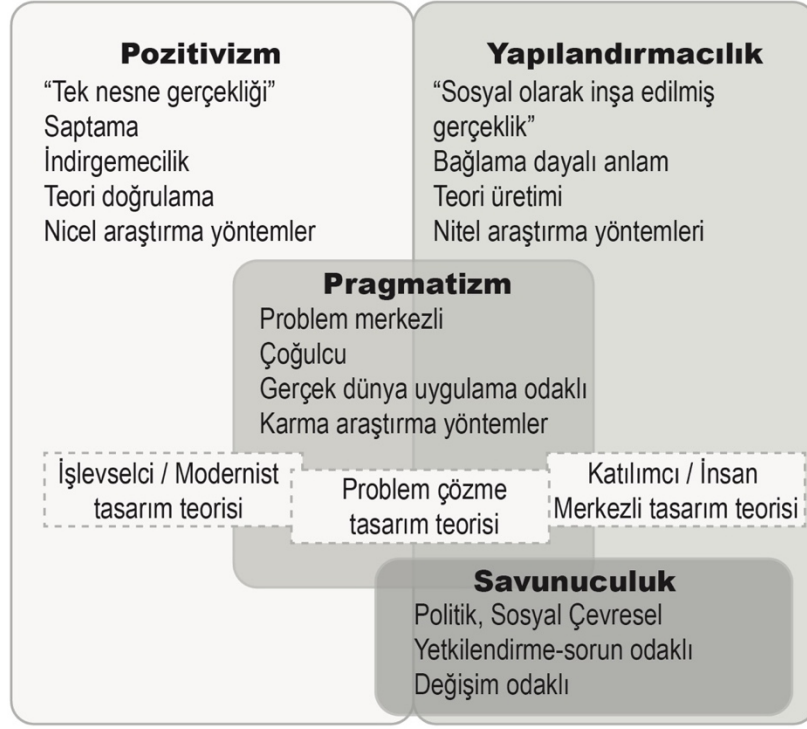 Pozitivizm
“Tek nesne gerçekliği”
Saptama
İndirgemecilik
Teori doğrulama
Nicel araştırma yöntemler
Yapılandırmacılık
“Sosyal olarak inşa edilmiş
gerçeklik”
Bağlama dayalı anlam
Teori üretimi
Nitel araştırma yöntemleri
Pragmatizm
Problem merkezli
Çoğulcu
Gerçek dünya uygulama odaklı
Karma araştırma yöntemler
İşlevselci / Modernist
tasarım teorisi
Problem çözme
tasarım teorisi
Katılımcı / İnsan
Merkezli tasarım teorisi
Savunuculuk
Politik, Sosyal Çevresel
Yetkilendirme-sorun odaklı
Değişim odaklı